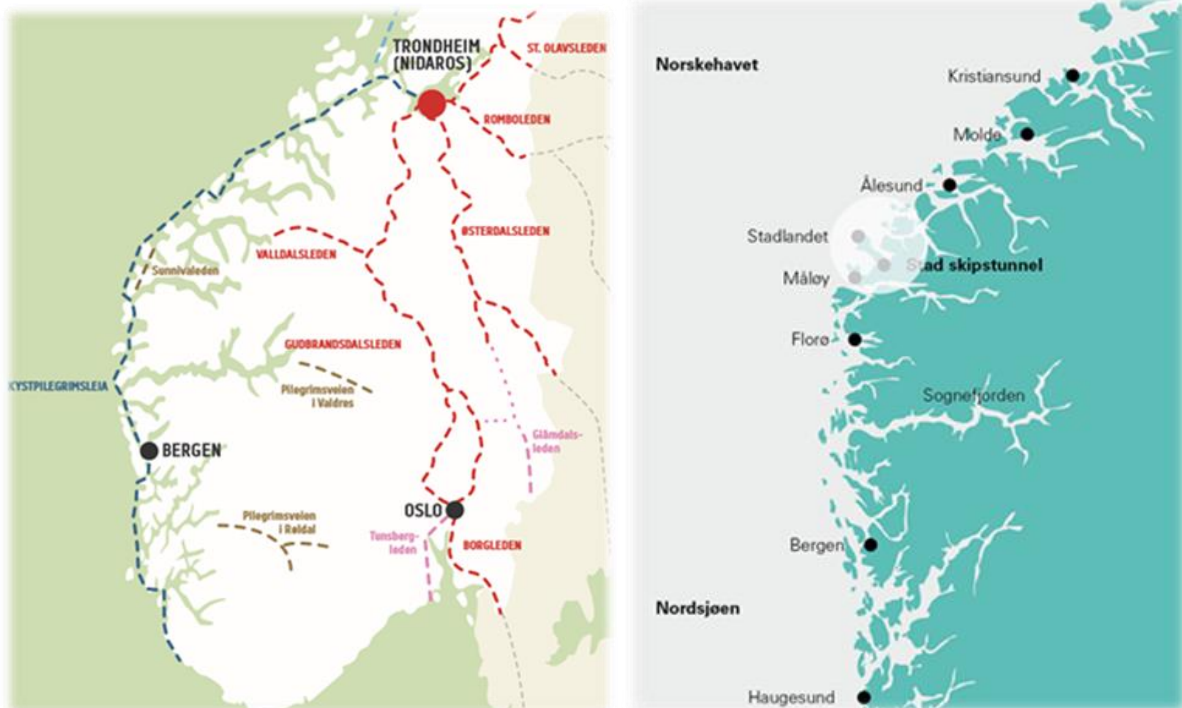 TRONDHEIM
(NIDAROS)
ST. OLAVSLEDEN
ROMBOLEDEN
ØSTERDALSLEDEN
VALLDALSLEDEN
Sunnivaleden
GUDBRANDSDALSLEDEN
KYSTPILEGRIMSLEIA
Pilegrimsveien
i Valdres
Glåmdals-
leden
BERGEN
OSLO
Pilegrimsveien
i Røldal
Tunsberg-
leden
BORGLEDEN
Norskehavet
Kristiansund
Molde
Ålesund
Stadlandet
Stad skipstunnel
Måløy
Florø
Sognefjorden
Bergen
Nordsjøen
Haugesund